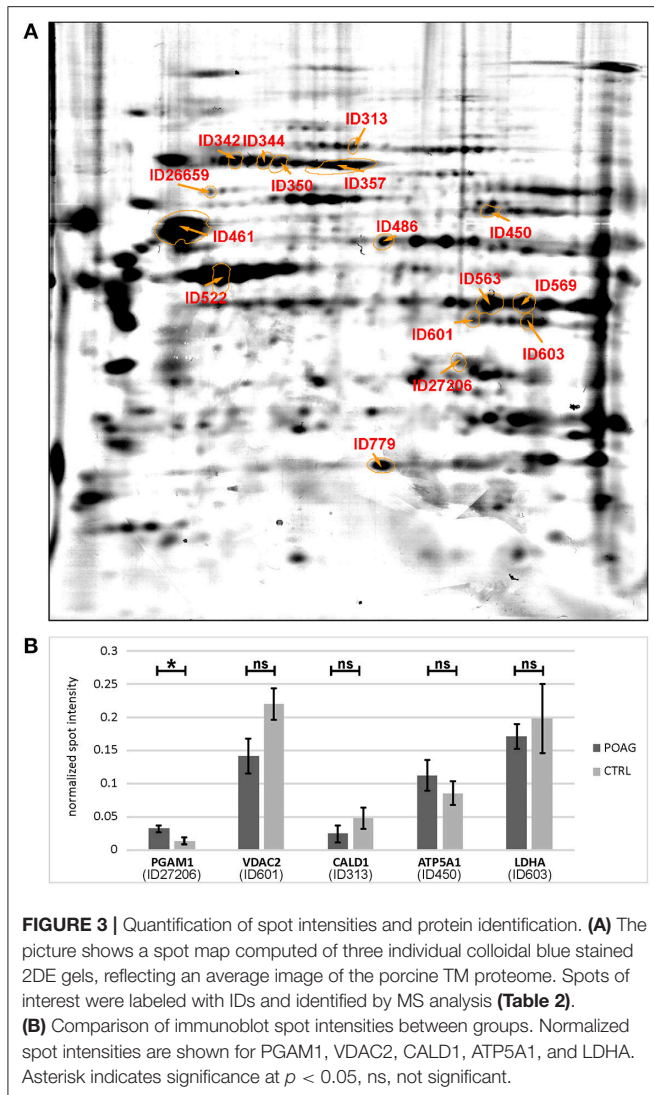 A
ID313
ID342 ID344
ID350 ID357
ID26659
ID450
ID486
ID461
ID522
ID563 ID569
ID601
ID603
ID27206
ID779
B
0.3
0.25
0.2
0.15
0.1
0.05
0
normalized spot intensity
* ns ns ns ns
POAG
CTRL
PGAM1 VDAC2 CALD1 ATP5A1 LDHA
(ID27206) (ID601) (ID313) (ID450) (ID603)
FIGURE 3 | Quantification of spot intensities and protein identification. (A) The
picture shows a spot map computed of three individual colloidal blue stained
2DE gels, reflecting an average image of the porcine TM proteome. Spots of
interest were labeled with IDs and identified by MS analysis (Table 2).
(B) Comparison of immunoblot spot intensities between groups. Normalized
spot intensities are shown for PGAM1, VDAC2, CALD1, ATP5A1, and LDHA.
Asterisk indicates significance at p < 0.05, ns, not significant.